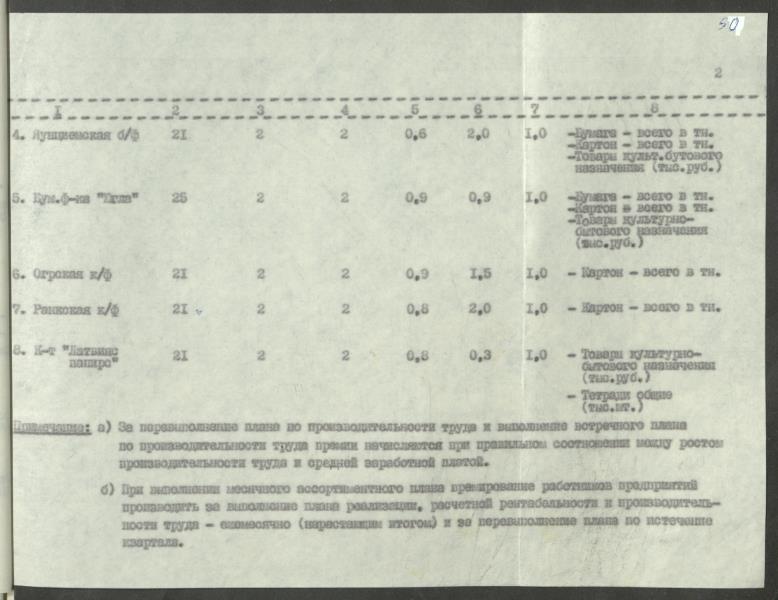 50
2
I 2 3 4 5 6 7 8
4. Яунциемская б/ф 2I 2 2 0,6 2,0 I,0 -Бумага - всего в тн.
-Картон - всего в тн.
-Товары культ.бутового
назначения (тыс.руб.)
5. Бум.ф-ка "Югла" 25 2 2 0,9 0,9 I,0 -Бумага - всего в тн.
-Картон - всего в тн.
-Товары культурно-
бытового назначения
(тыс.руб.)
6. Огрская к/ф 2I 2 2 0,9 I,5 I,0 - Картон - всего в тн.
7. Ранкская к/ф 2I 2 2 0,8 2,0 I,0 - Картон - всего в тн.
8. К-т "Латвияс
папирс" 2I 2 2 0,8 0,3 I,0 - Товары культурно-
бытового назначения
(тыс.руб.)
- Тетради общие
(тыс.шт.)
Примечание: а) За перевыполнение плана по производительности труда и выполнение встречного плана
по производительности труда премии начисляются при правильном соотношении между ростом
производительности труда и средней заработной платой.
б) При выполнении месячного ассортиментного плана премирование работников предприятий
производить за выполнение плана реализации, расчетной рентабельности и производитель-
ности труда - ежемесячно (нарастающим итогом) и за перевыполнение плана по истечение
квартала.